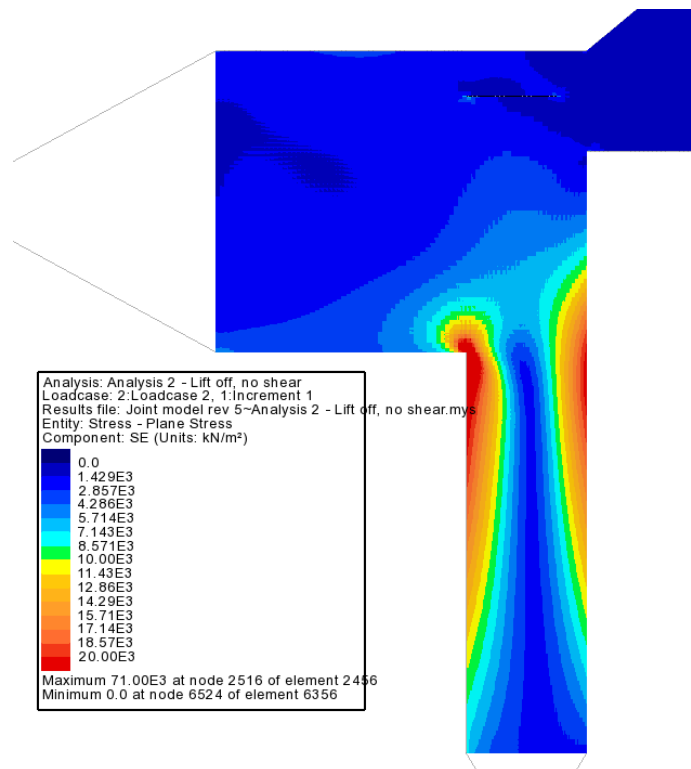 Analysis: Analysis 2 - Lift off, no shear
Loadcase: 2:Loadcase 2, 1:Increment 1
Results file: Joint model rev 5~Analysis 2 - Lift off, no shear.mys
Entity: Stress - Plane Stress
Component: SE (Units: kN/m²)
0.0
1.429E3
2.857E3
4.286E3
5.714E3
7.143E3
8.571E3
10.00E3
11.43E3
12.86E3
14.29E3
15.71E3
17.14E3
18.57E3
20.00E3
Maximum 71.00E3 at node 2516 of element 2456
Minimum 0.0 at node 6524 of element 6356